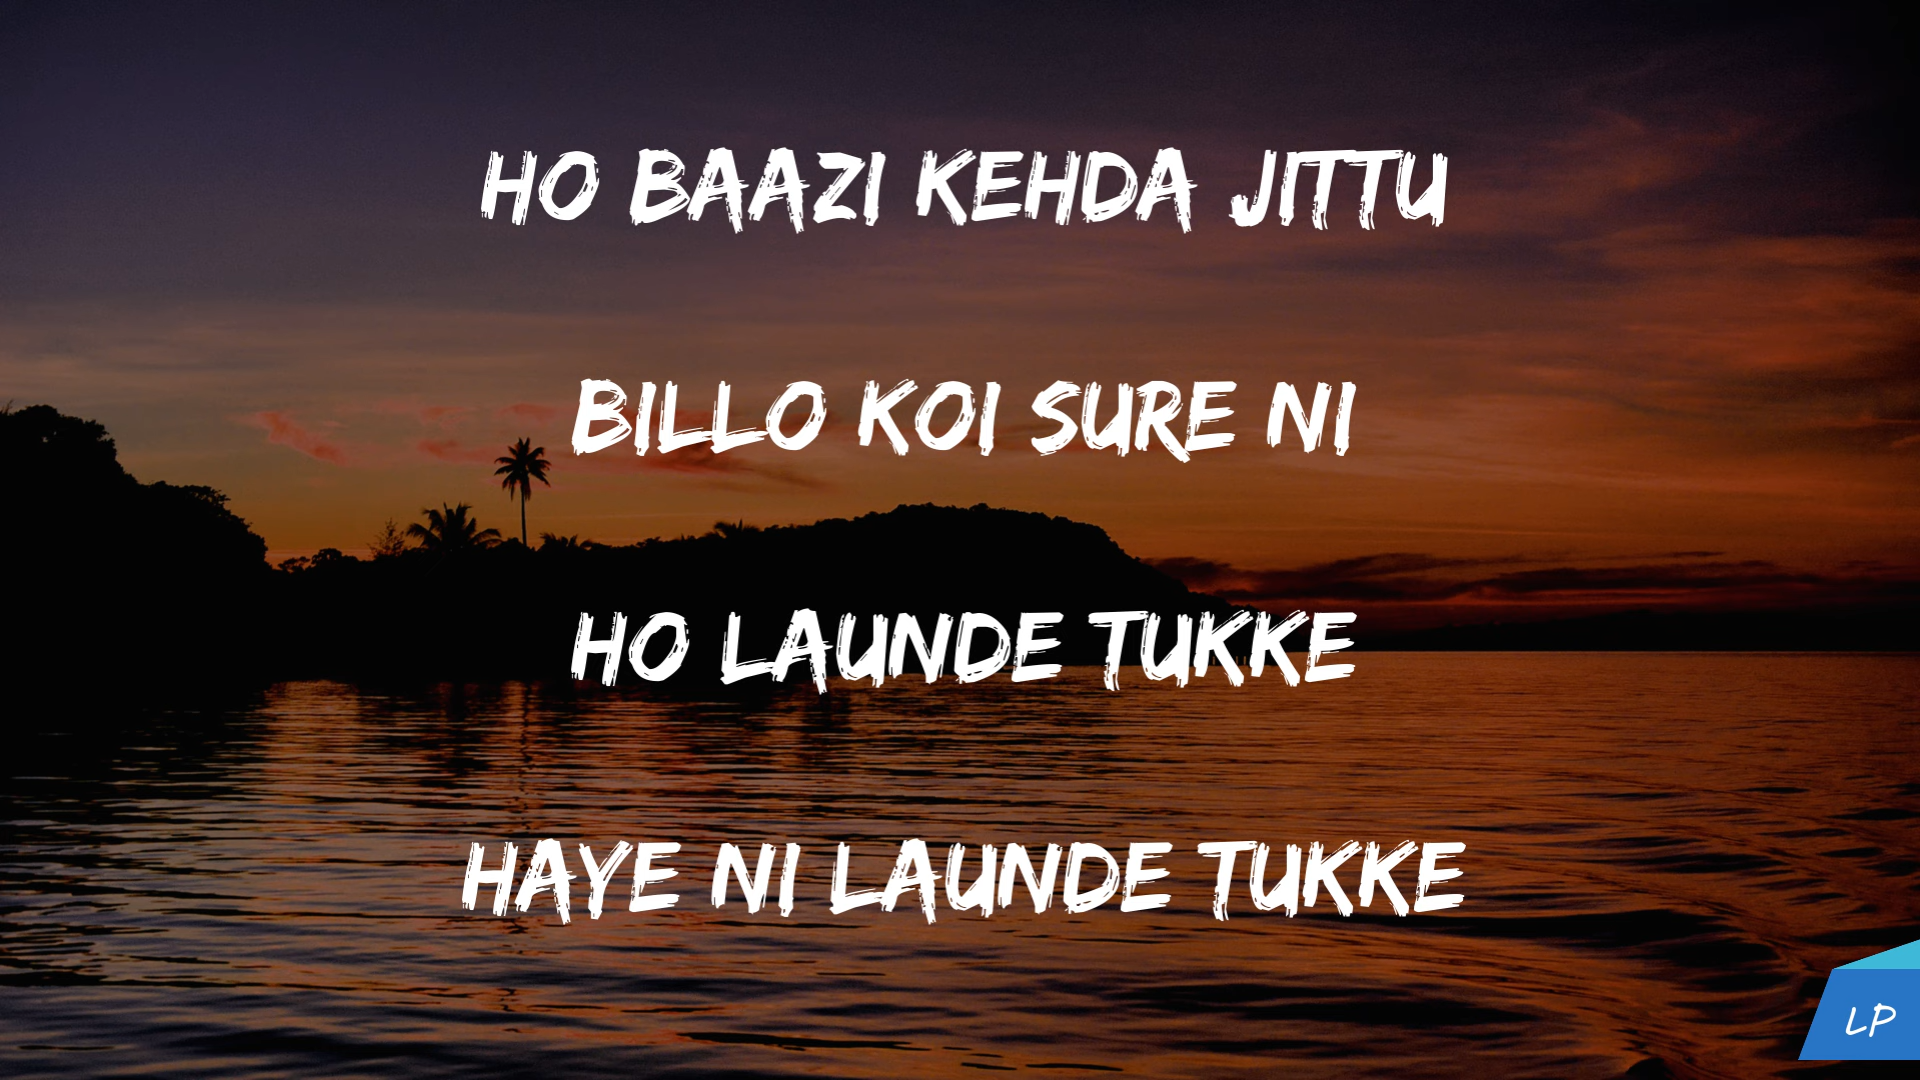 HO BAAZI KEHDA JITTU
BILLO KOI SURE NI
HO LAUNDE TUKKE
HAYE NI LAUNDE TUKKE
LP